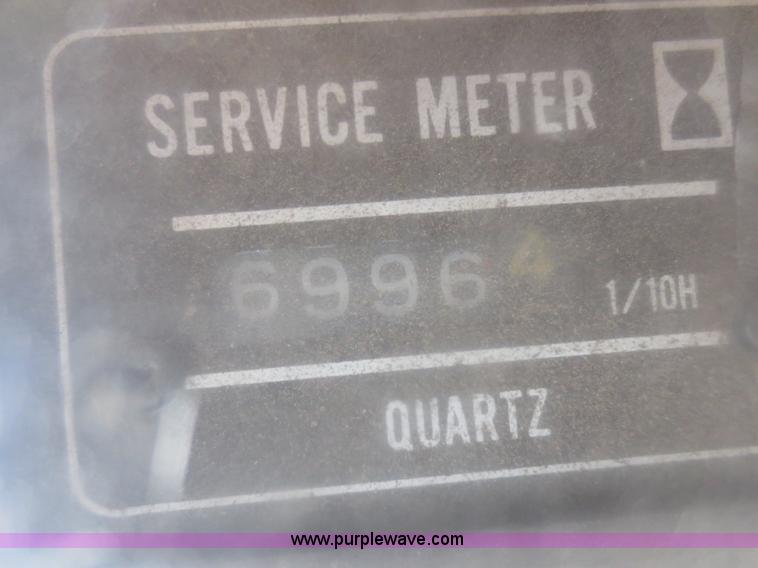 SERVICE METER
69964
1/10H
QUARTZ
www.purplewave.com